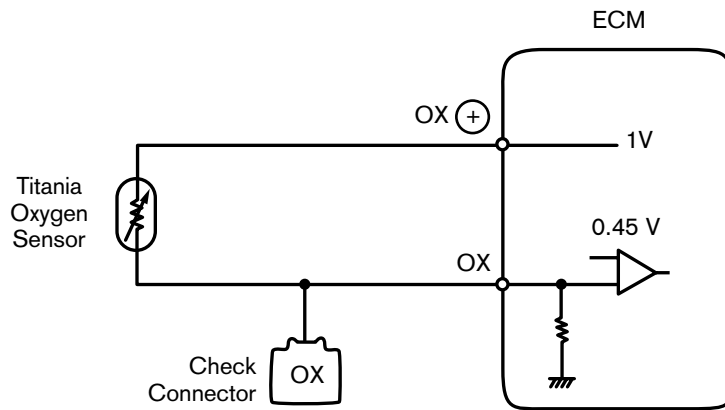 ECM
OX +
1V
Titania
Oxygen
Sensor
0.45 V
OX
Check
Connector
OX